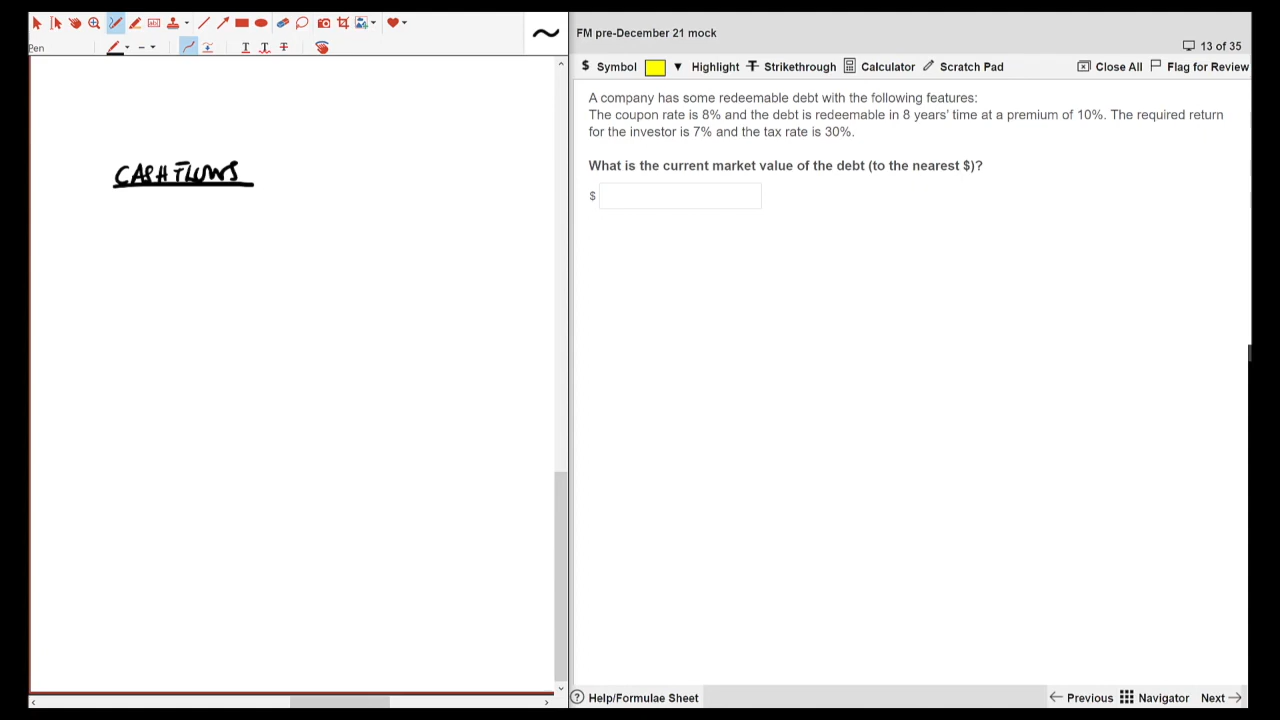 FM pre-December 21 mock
13 of 35
Pen
$ Symbol ▼ Highlight T Strikethrough Calculator Scratch Pad Close All Flag for Review
A company has some redeemable debt with the following features:
The coupon rate is 8% and the debt is redeemable in 8 years' time at a premium of 10%. The required return
for the investor is 7% and the tax rate is 30%.
What is the current market value of the debt (to the nearest $)?
$
CASH FLOWS
Help/Formulae Sheet
Previous Navigator Next